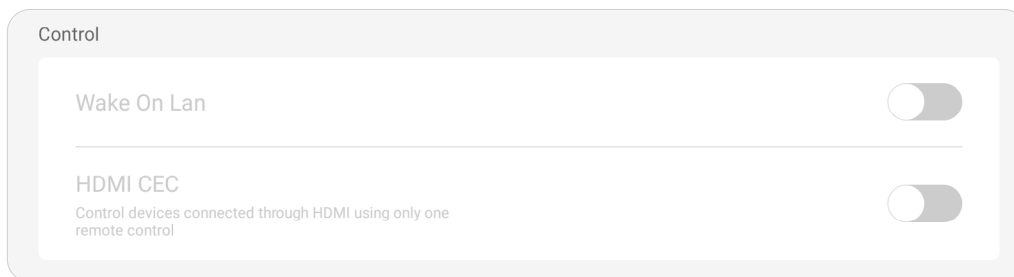 Control
Wake On Lan
HDMI CEC
Control devices connected through HDMI using only one
remote control